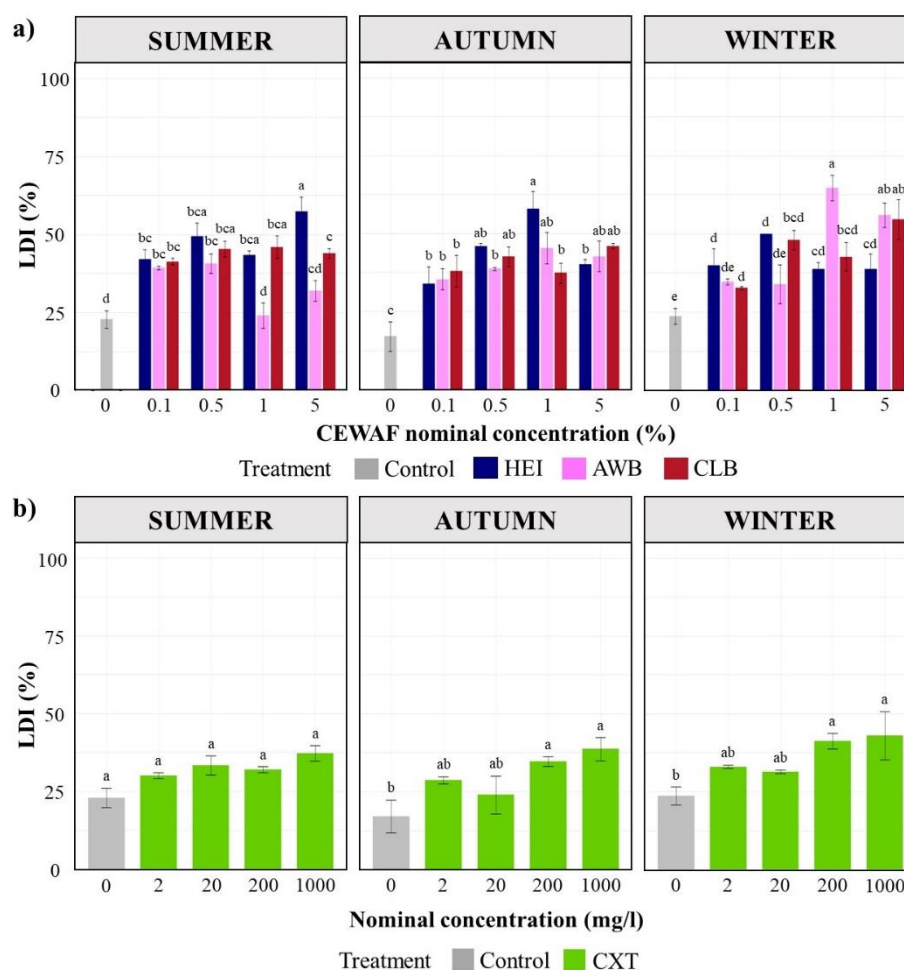 a)
SUMMER AUTUMN WINTER
LDI (%)
100
75
50
25
0
d bc bc bc bca bc bca bca d bca a cd c
c b b b ab b ab a ab b b ab ab
e d de d d de bcd cd a bcd cd ab ab
0 0.1 0.5 1 5 0 0.1 0.5 1 5 0 0.1 0.5 1 5
CEWAF nominal concentration (%)
Treatment Control HEI AWB CLB
b)
SUMMER AUTUMN WINTER
LDI (%)
100
75
50
25
0
a a a a a
b ab ab a a
b ab ab a a
0 2 20 200 1000 0 2 20 200 1000 0 2 20 200 1000
Nominal concentration (mg/l)
Treatment Control CXT